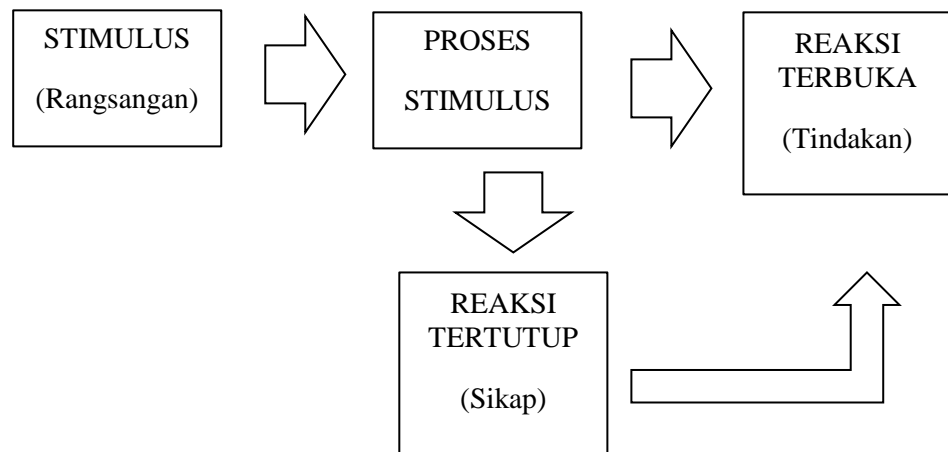 STIMULUS
(Rangsangan)
PROSES
STIMULUS
REAKSI
TERBUKA
(Tindakan)
REAKSI
TERTUTUP
(Sikap)